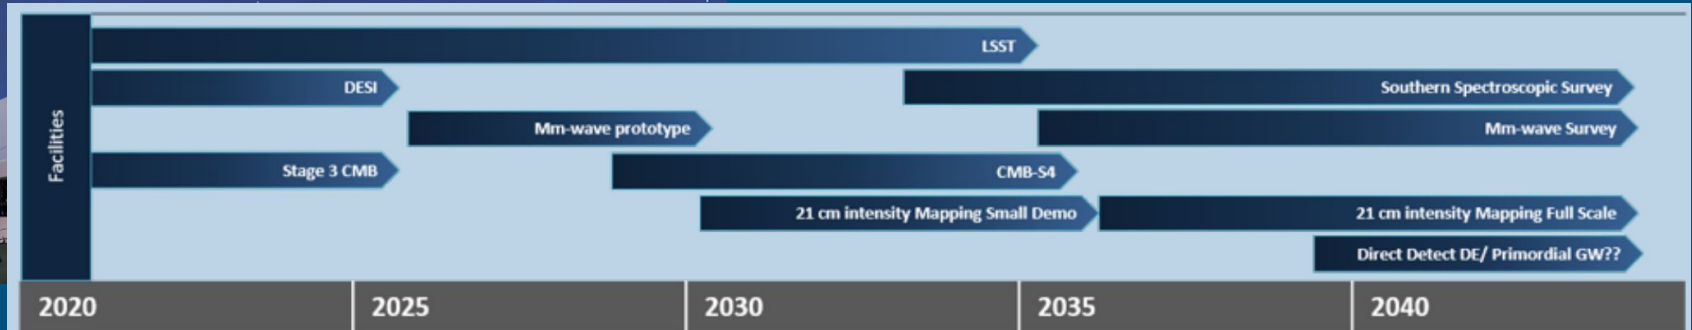 Facilities
LSST
DESI
Southern Spectroscopic Survey
Mm-wave prototype
Mm-wave Survey
Stage 3 CMB
CMB-S4
21 cm intensity Mapping Small Demo
21 cm intensity Mapping Full Scale
Direct Detect DE/ Primordial GW??
2020
2025
2030
2035
2040